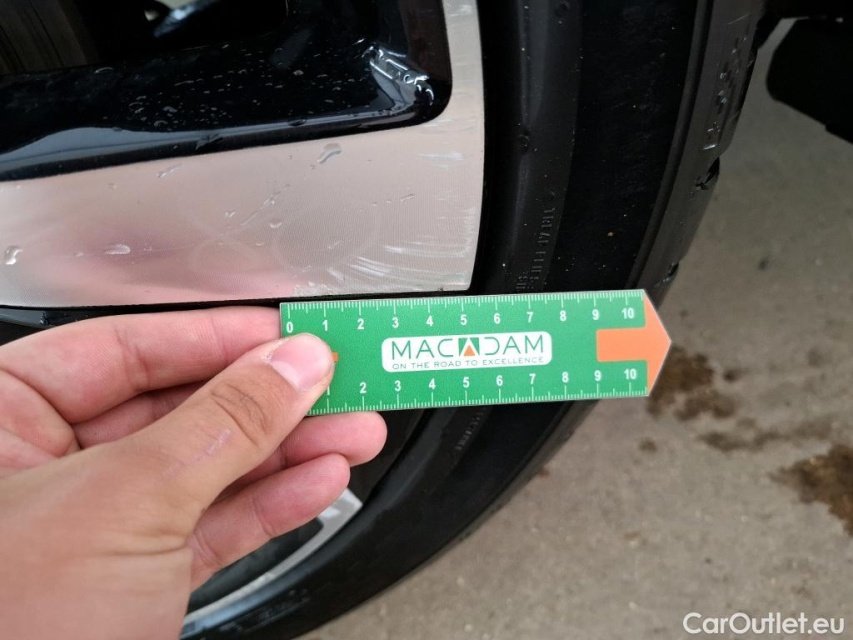 0 1 2 3 4 5 6 7 8 9 10
MACADAM
ON THE ROAD TO EXCELLENCE
2 3 4 5 6 7 8 9 10
CarOutlet.eu